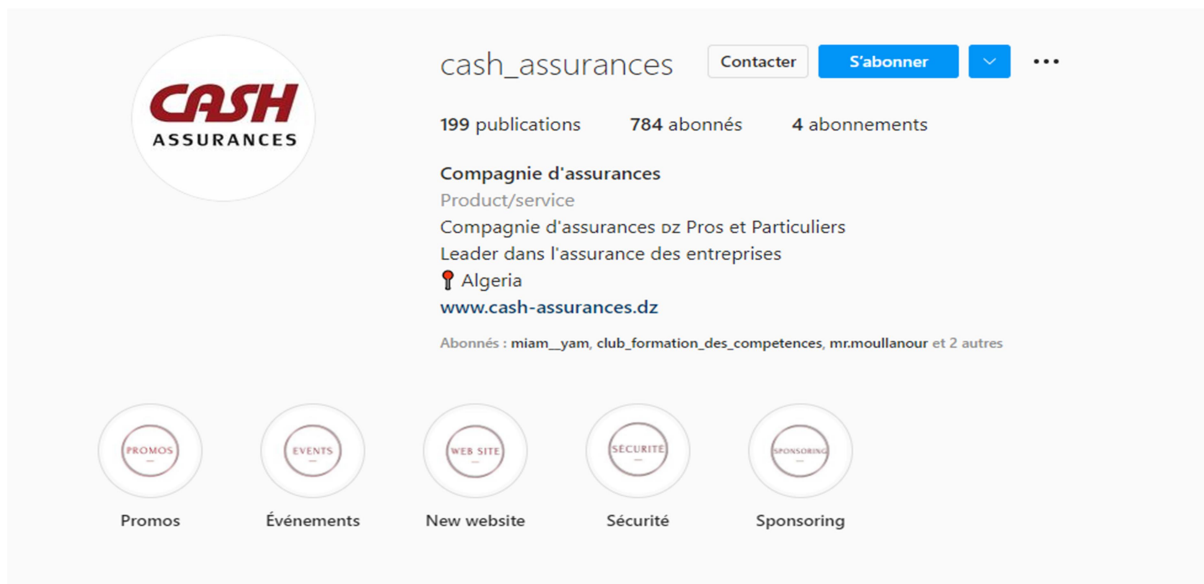 CASH
ASSURANCES
cash_assurances Contacter S'abonner
199 publications 784 abonnés 4 abonnements
Compagnie d'assurances
Product/service
Compagnie d'assurances DZ Pros et Particuliers
Leader dans l'assurance des entreprises
Algeria
www.cash-assurances.dz
Abonnés : miam__yam, club_formation_des_competences, mr.moullanour et 2 autres
PROMOS EVENTS WEB SITE SÉCURITÉ SPONSORING
Promos Événements New website Sécurité Sponsoring